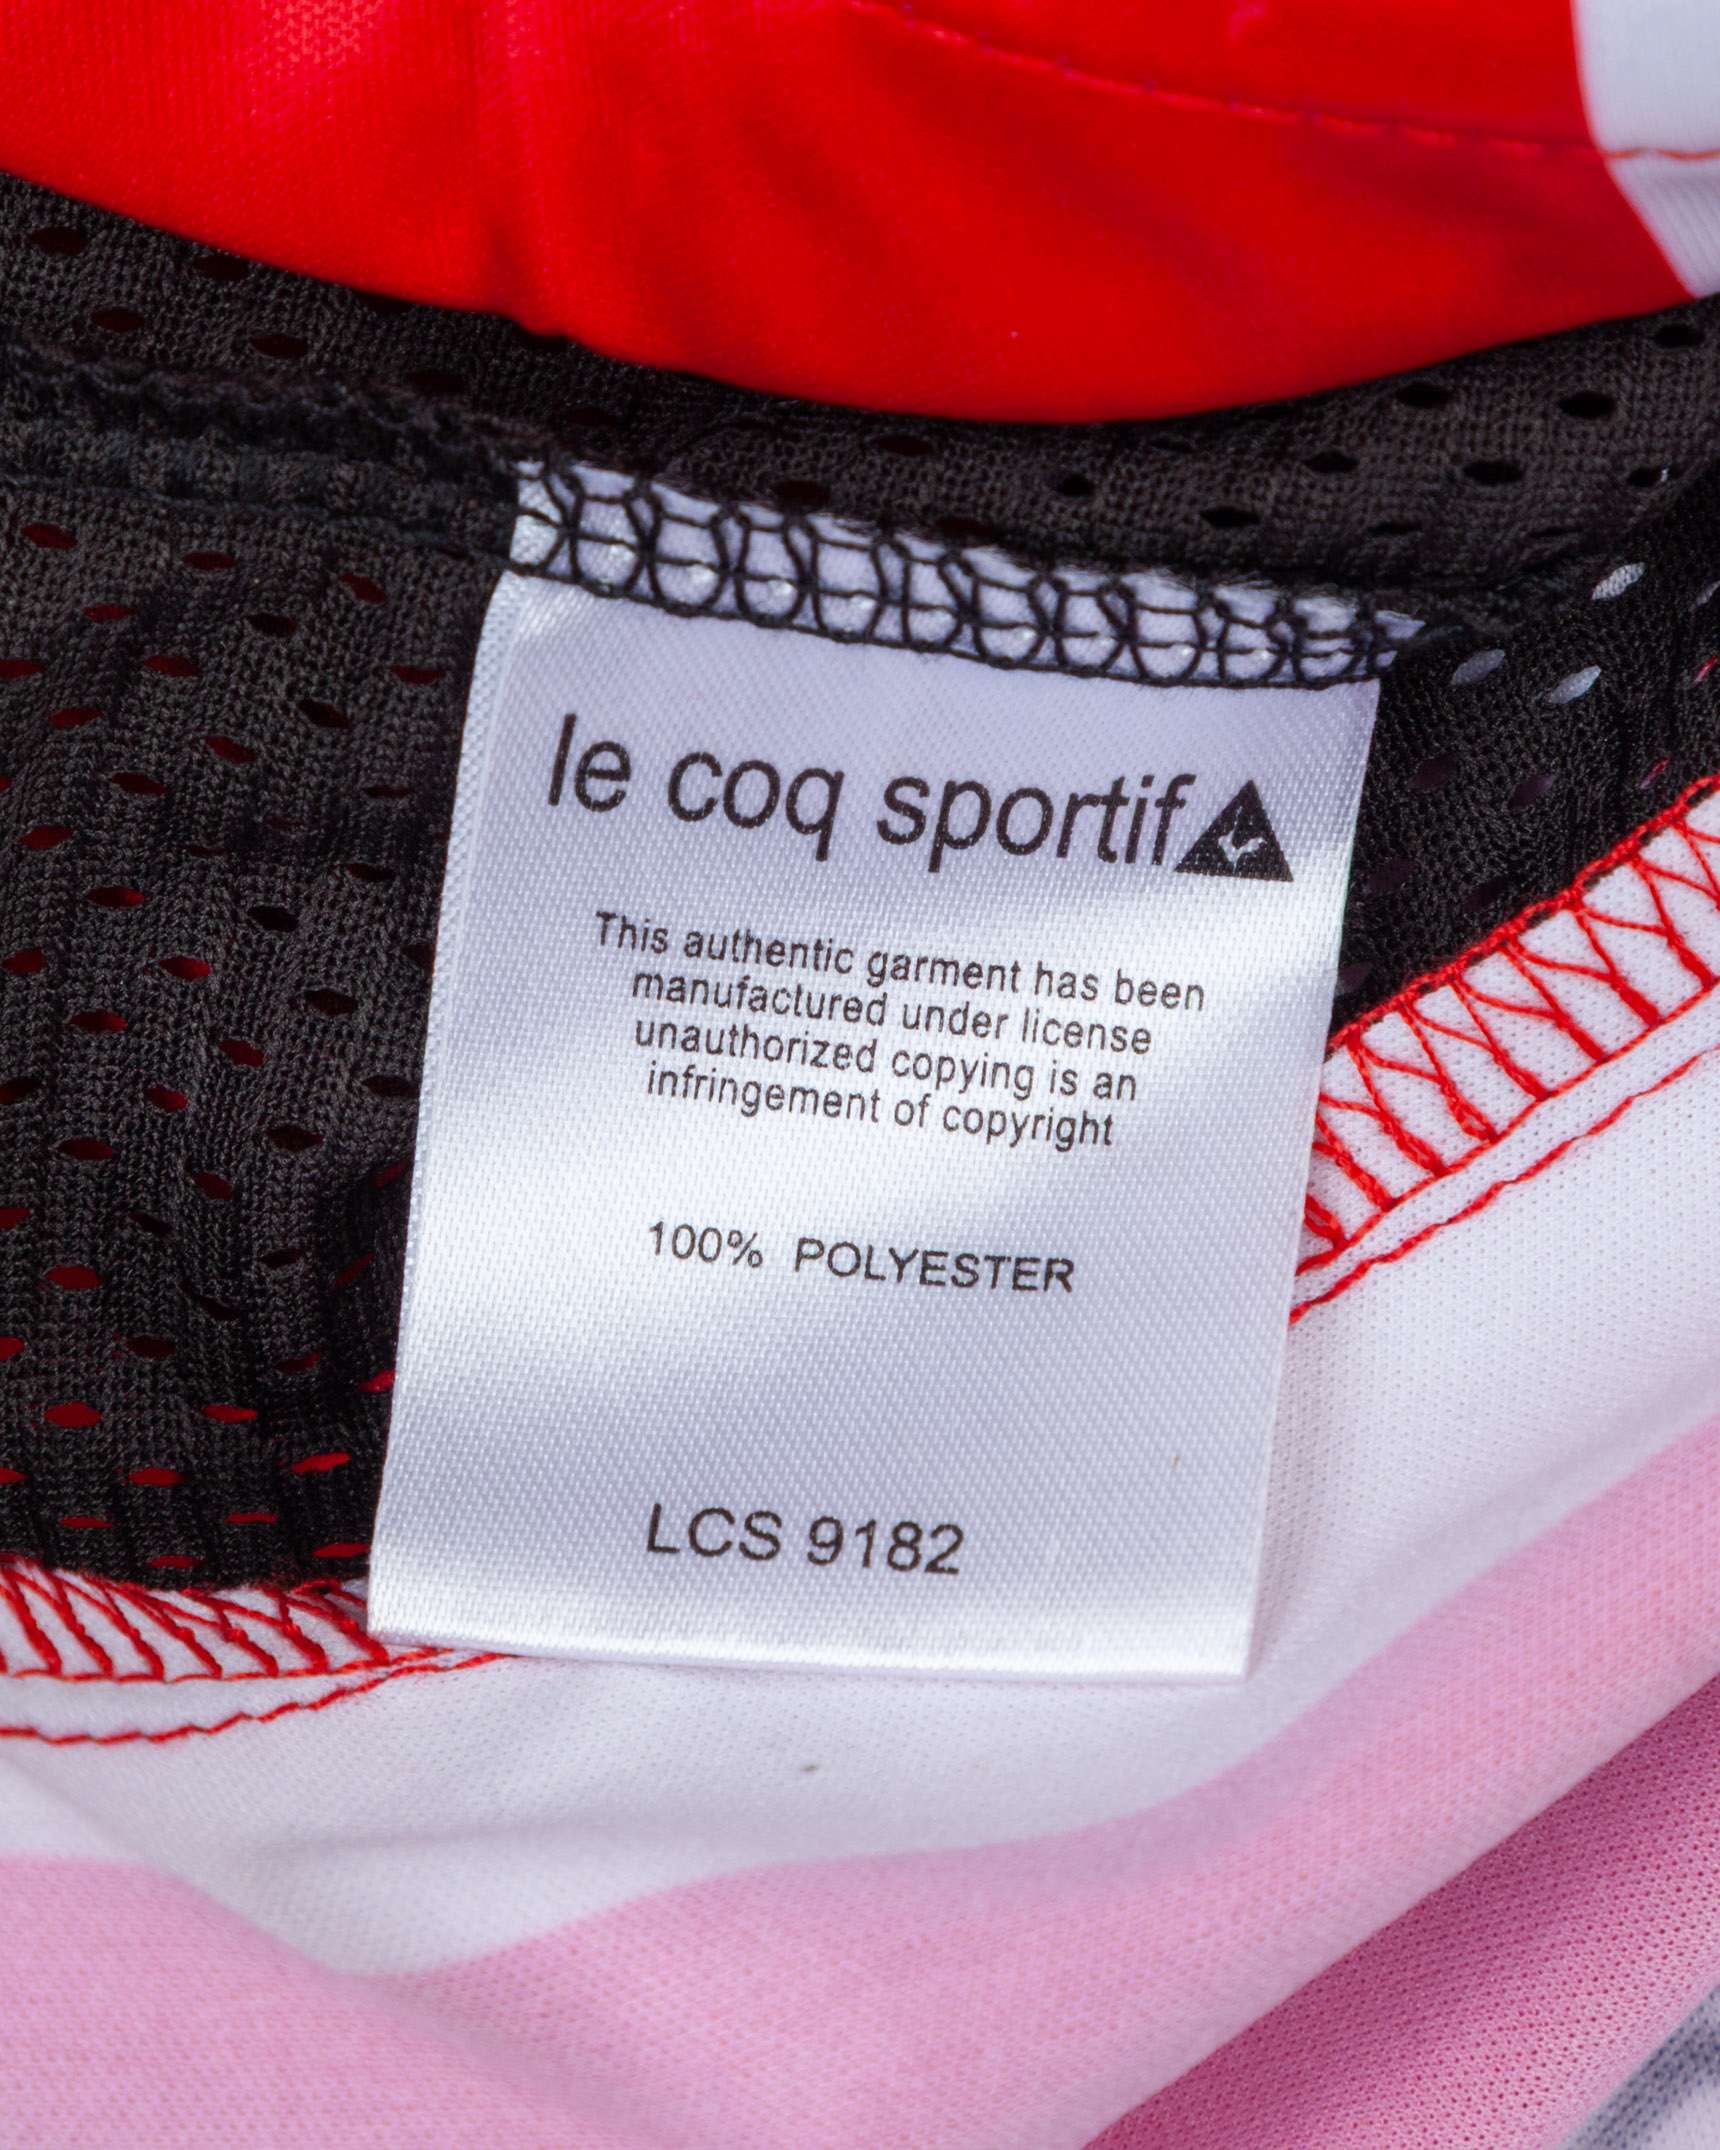 le coq sportif
This authentic garment has been
manufactured under license
unauthorized copying is an
infringement of copyright
100% POLYESTER
LCS 9182